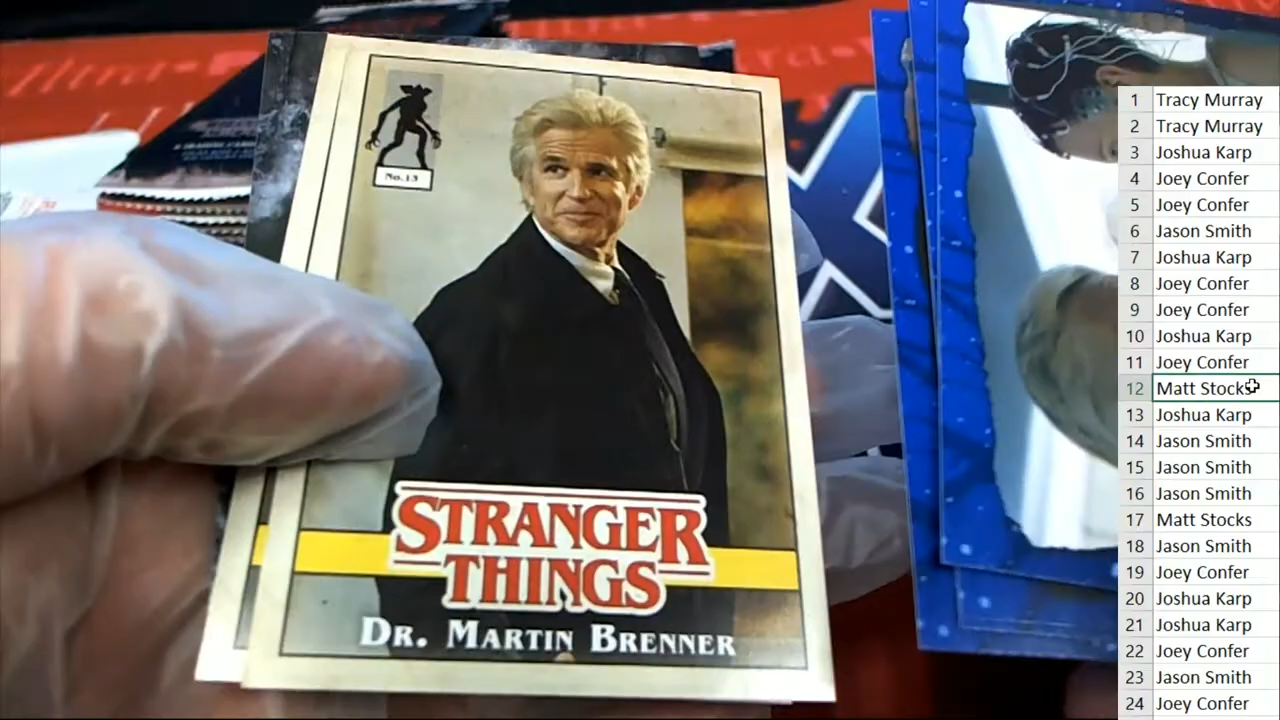 No.13
STRANGER
THINGS
DR. MARTIN BRENNER
1 Tracy Murray
2 Tracy Murray
3 Joshua Karp
4 Joey Confer
5 Joey Confer
6 Jason Smith
7 Joshua Karp
8 Joey Confer
9 Joey Confer
10 Joshua Karp
11 Joey Confer
12 Matt Stocks
13 Joshua Karp
14 Jason Smith
15 Jason Smith
16 Jason Smith
17 Matt Stocks
18 Jason Smith
19 Joey Confer
20 Joshua Karp
21 Joshua Karp
22 Joey Confer
23 Jason Smith
24 Joey Confer